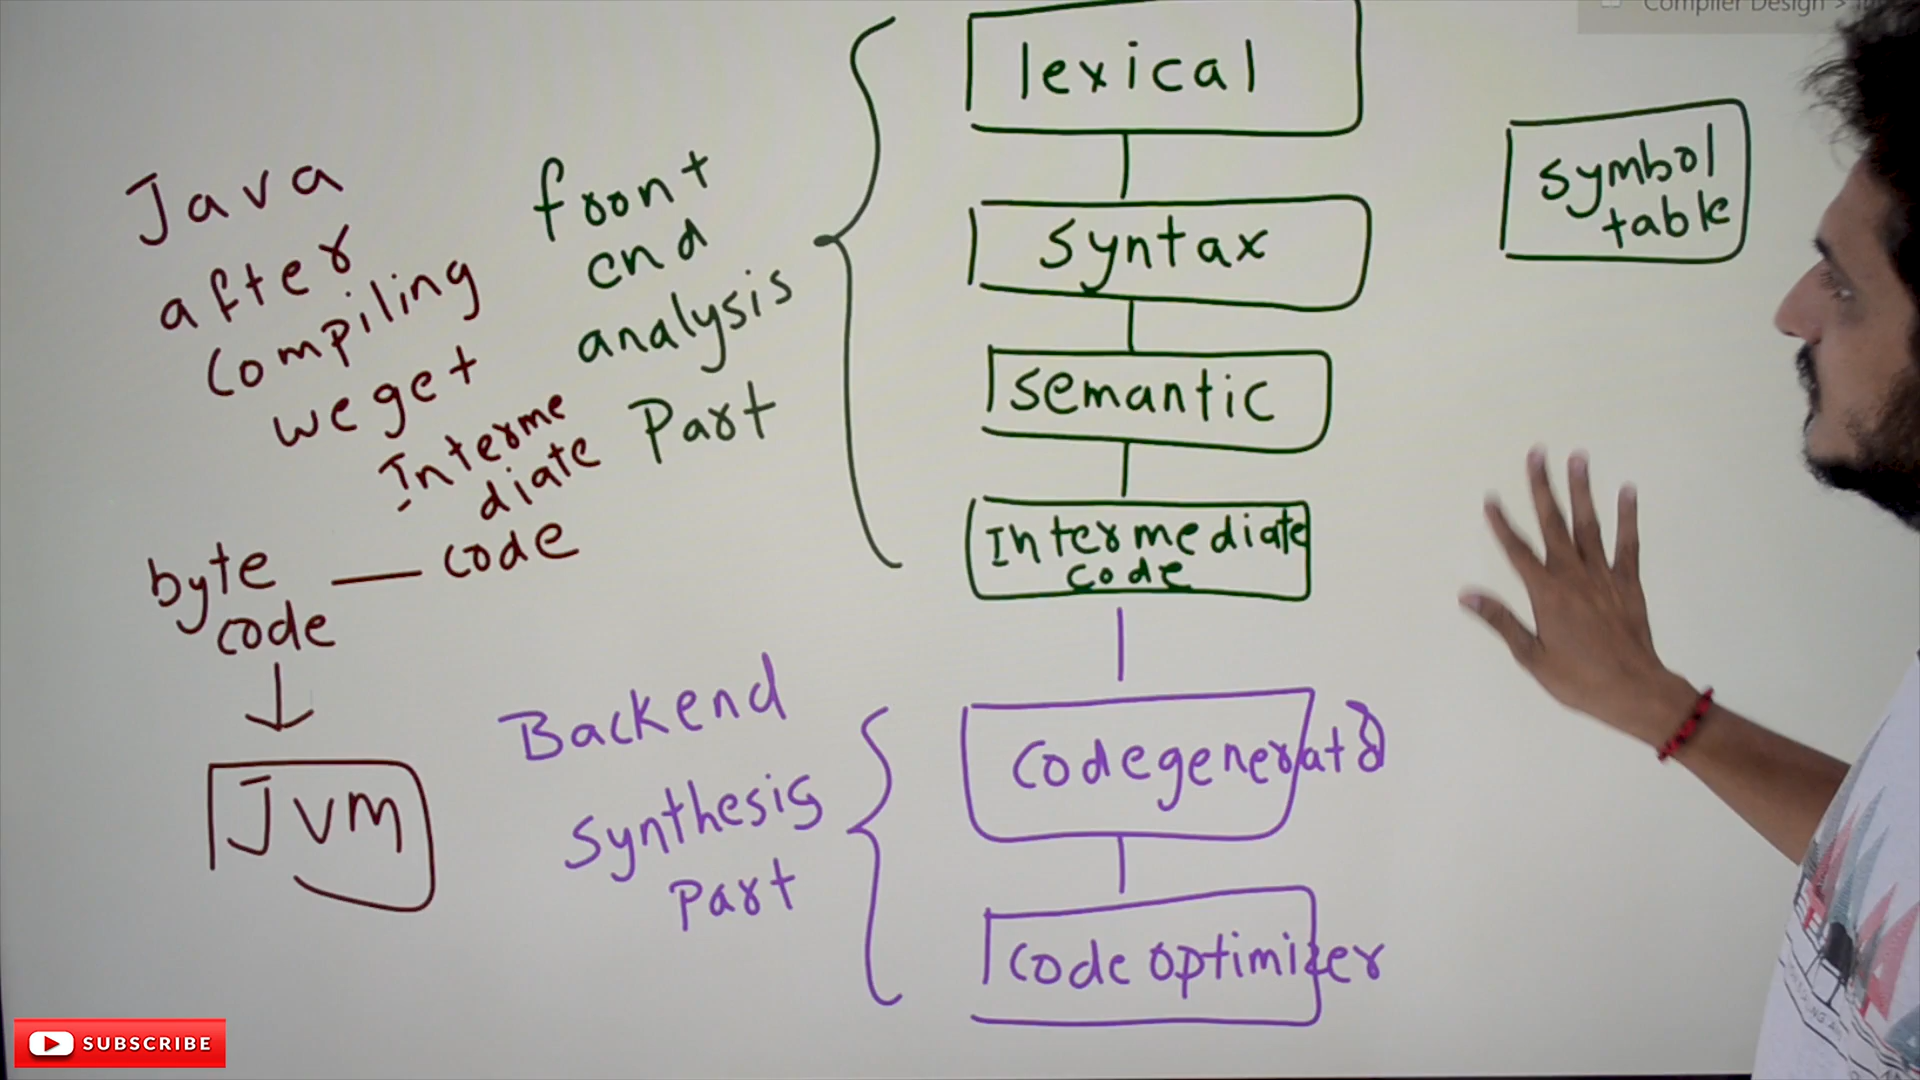 Compiler Design >
lexical
syntax
semantic
Intermediate
code
symbol
table
front
end
analysis
Part
Java
after
compiling
we get
Interme
diate
code
byte
code
Jvm
Backend
synthesis
part
Codegenerator
code optimizer
SUBSCRIBE